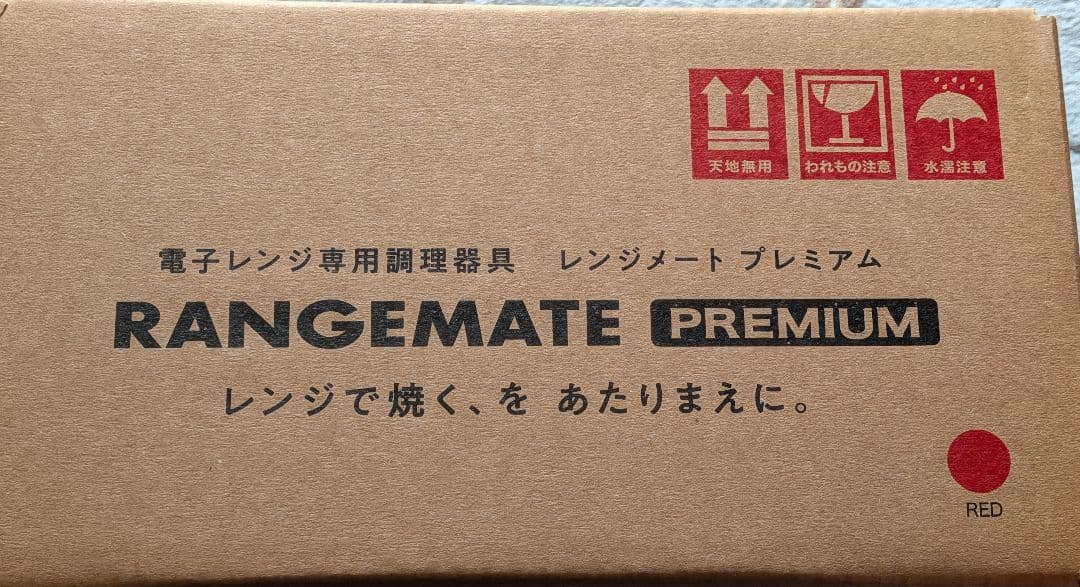 天地無用 われもの注意 水濡注意
電子レンジ専用調理器具 レンジメート プレミアム
RANGEMATE PREMIUM
レンジで焼く、を あたりまえに。
RED